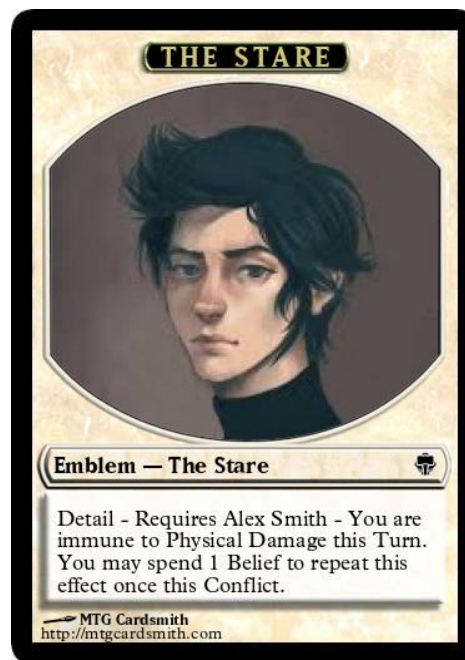 THE STARE
Emblem — The Stare
Detail - Requires Alex Smith - You are
immune to Physical Damage this Turn.
You may spend 1 Belief to repeat this
effect once this Conflict.
MTG Cardsmith
http://mtgcardsmith.com